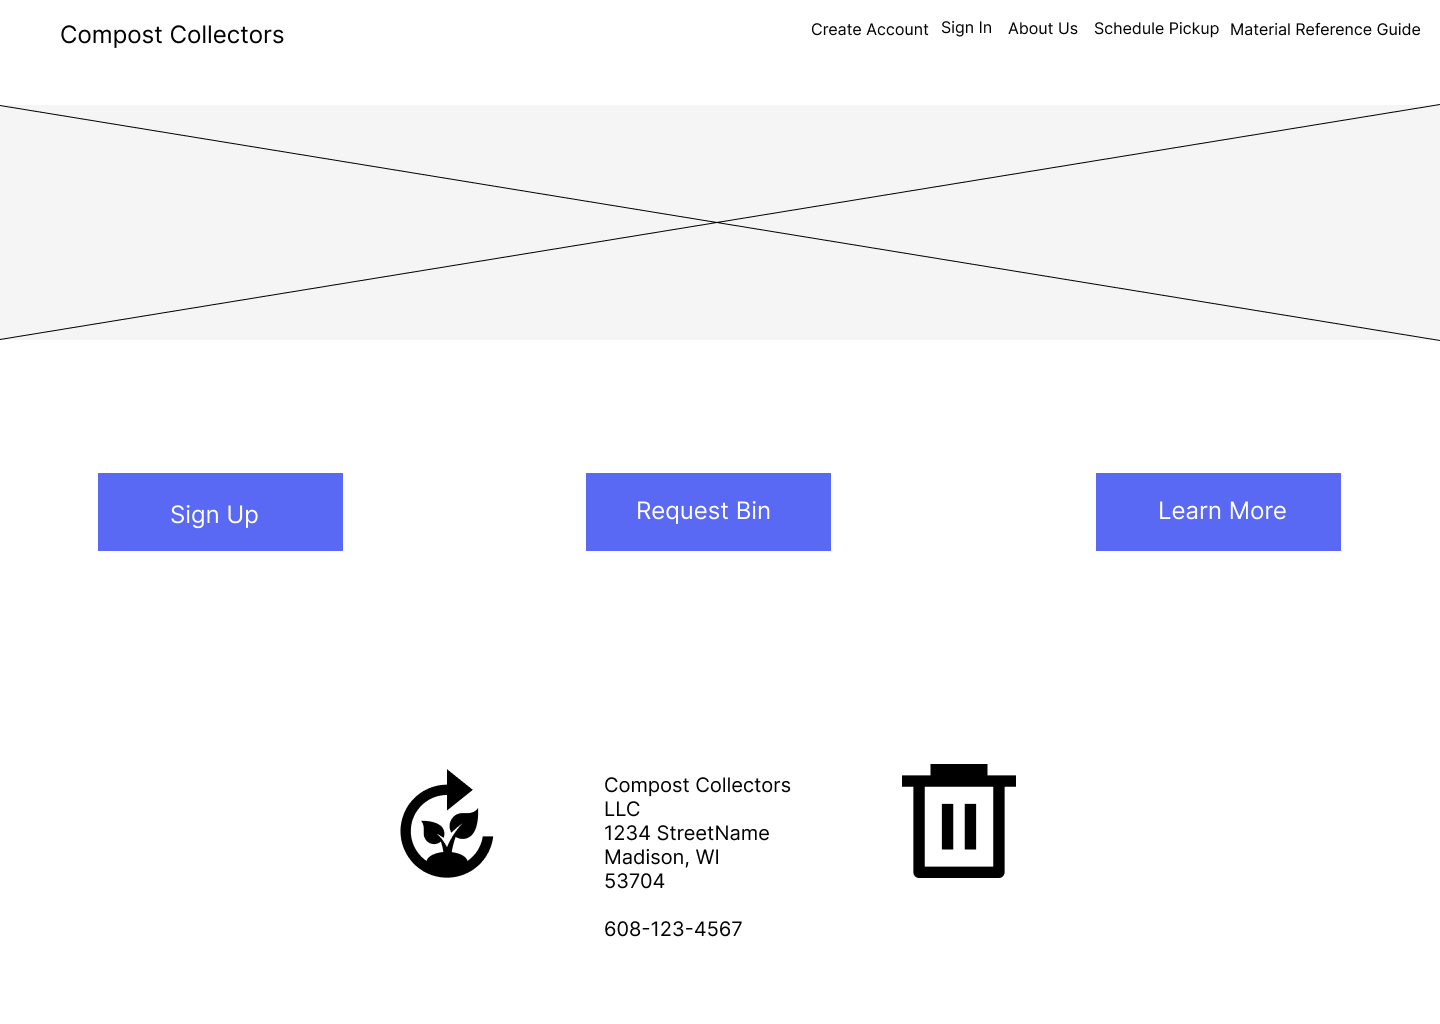 Compost Collectors
Create Account Sign In About Us Schedule Pickup Material Reference Guide
Sign Up
Request Bin
Learn More
Compost Collectors
LLC
1234 StreetName
Madison, WI
53704
608-123-4567